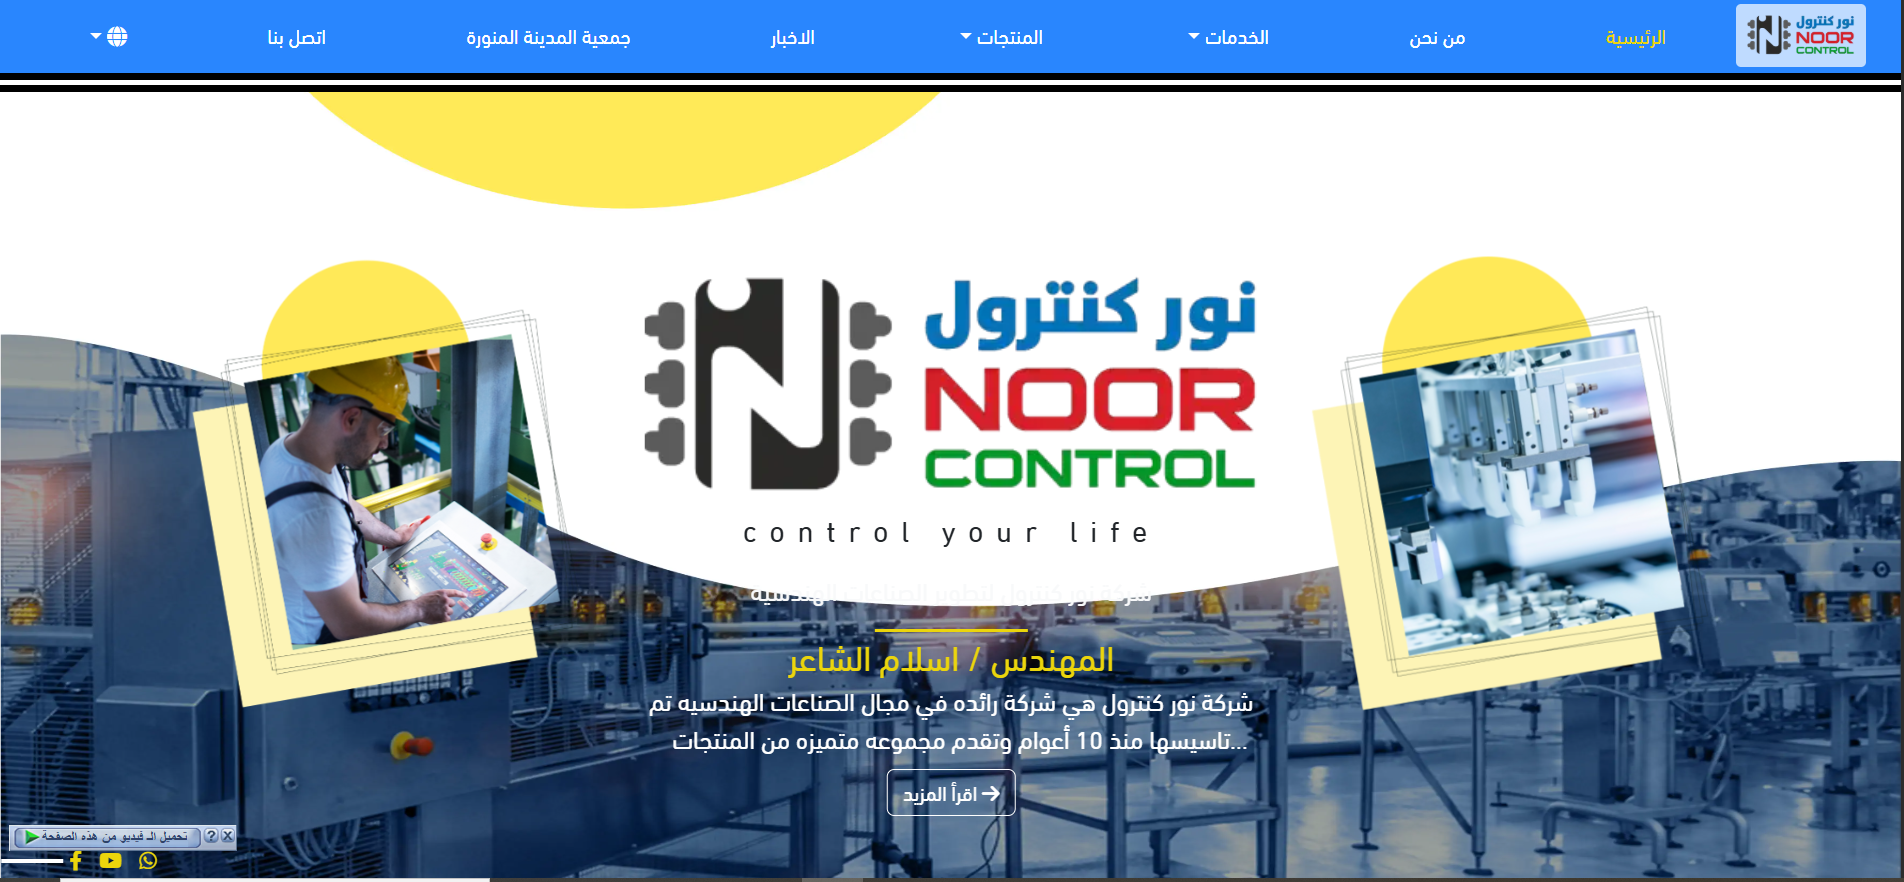 نور كنترول
NOOR
CONTROL
الرئيسية
من نحن
الخدمات
المنتجات
الاخبار
جمعية المدينة المنورة
اتصل بنا
نور كنترول
NOOR
CONTROL
control your life
شركة نور كنترول لتطوير الصناعات الهندسية
المهندس / اسلام الشاعر
شركة نور كنترول هي شركة رائده في مجال الصناعات الهندسيه تم
تاسيسها منذ 10 أعوام وتقدم مجموعه متميزه من المنتجات...
اقرأ المزيد
تحميل الـ فيديو من هذه الصفحة